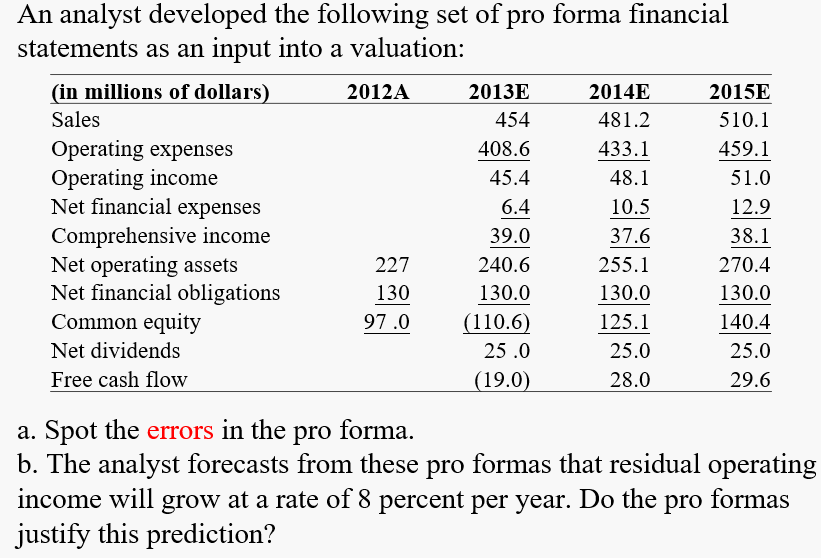 An analyst developed the following set of pro forma financial
statements as an input into a valuation:
(in millions of dollars) 2012A 2013E 2014E 2015E
Sales 454 481.2 510.1
Operating expenses 408.6 433.1 459.1
Operating income 45.4 48.1 51.0
Net financial expenses 6.4 10.5 12.9
Comprehensive income 39.0 37.6 38.1
Net operating assets 227 240.6 255.1 270.4
Net financial obligations 130 130.0 130.0 130.0
Common equity 97 .0 (110.6) 125.1 140.4
Net dividends 25 .0 25.0 25.0
Free cash flow (19.0) 28.0 29.6
a. Spot the errors in the pro forma.
b. The analyst forecasts from these pro formas that residual operating
income will grow at a rate of 8 percent per year. Do the pro formas
justify this prediction?